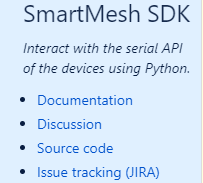 SmartMesh SDK
Interact with the serial API
of the devices using Python.
Documentation
Discussion
Source code
Issue tracking (JIRA)